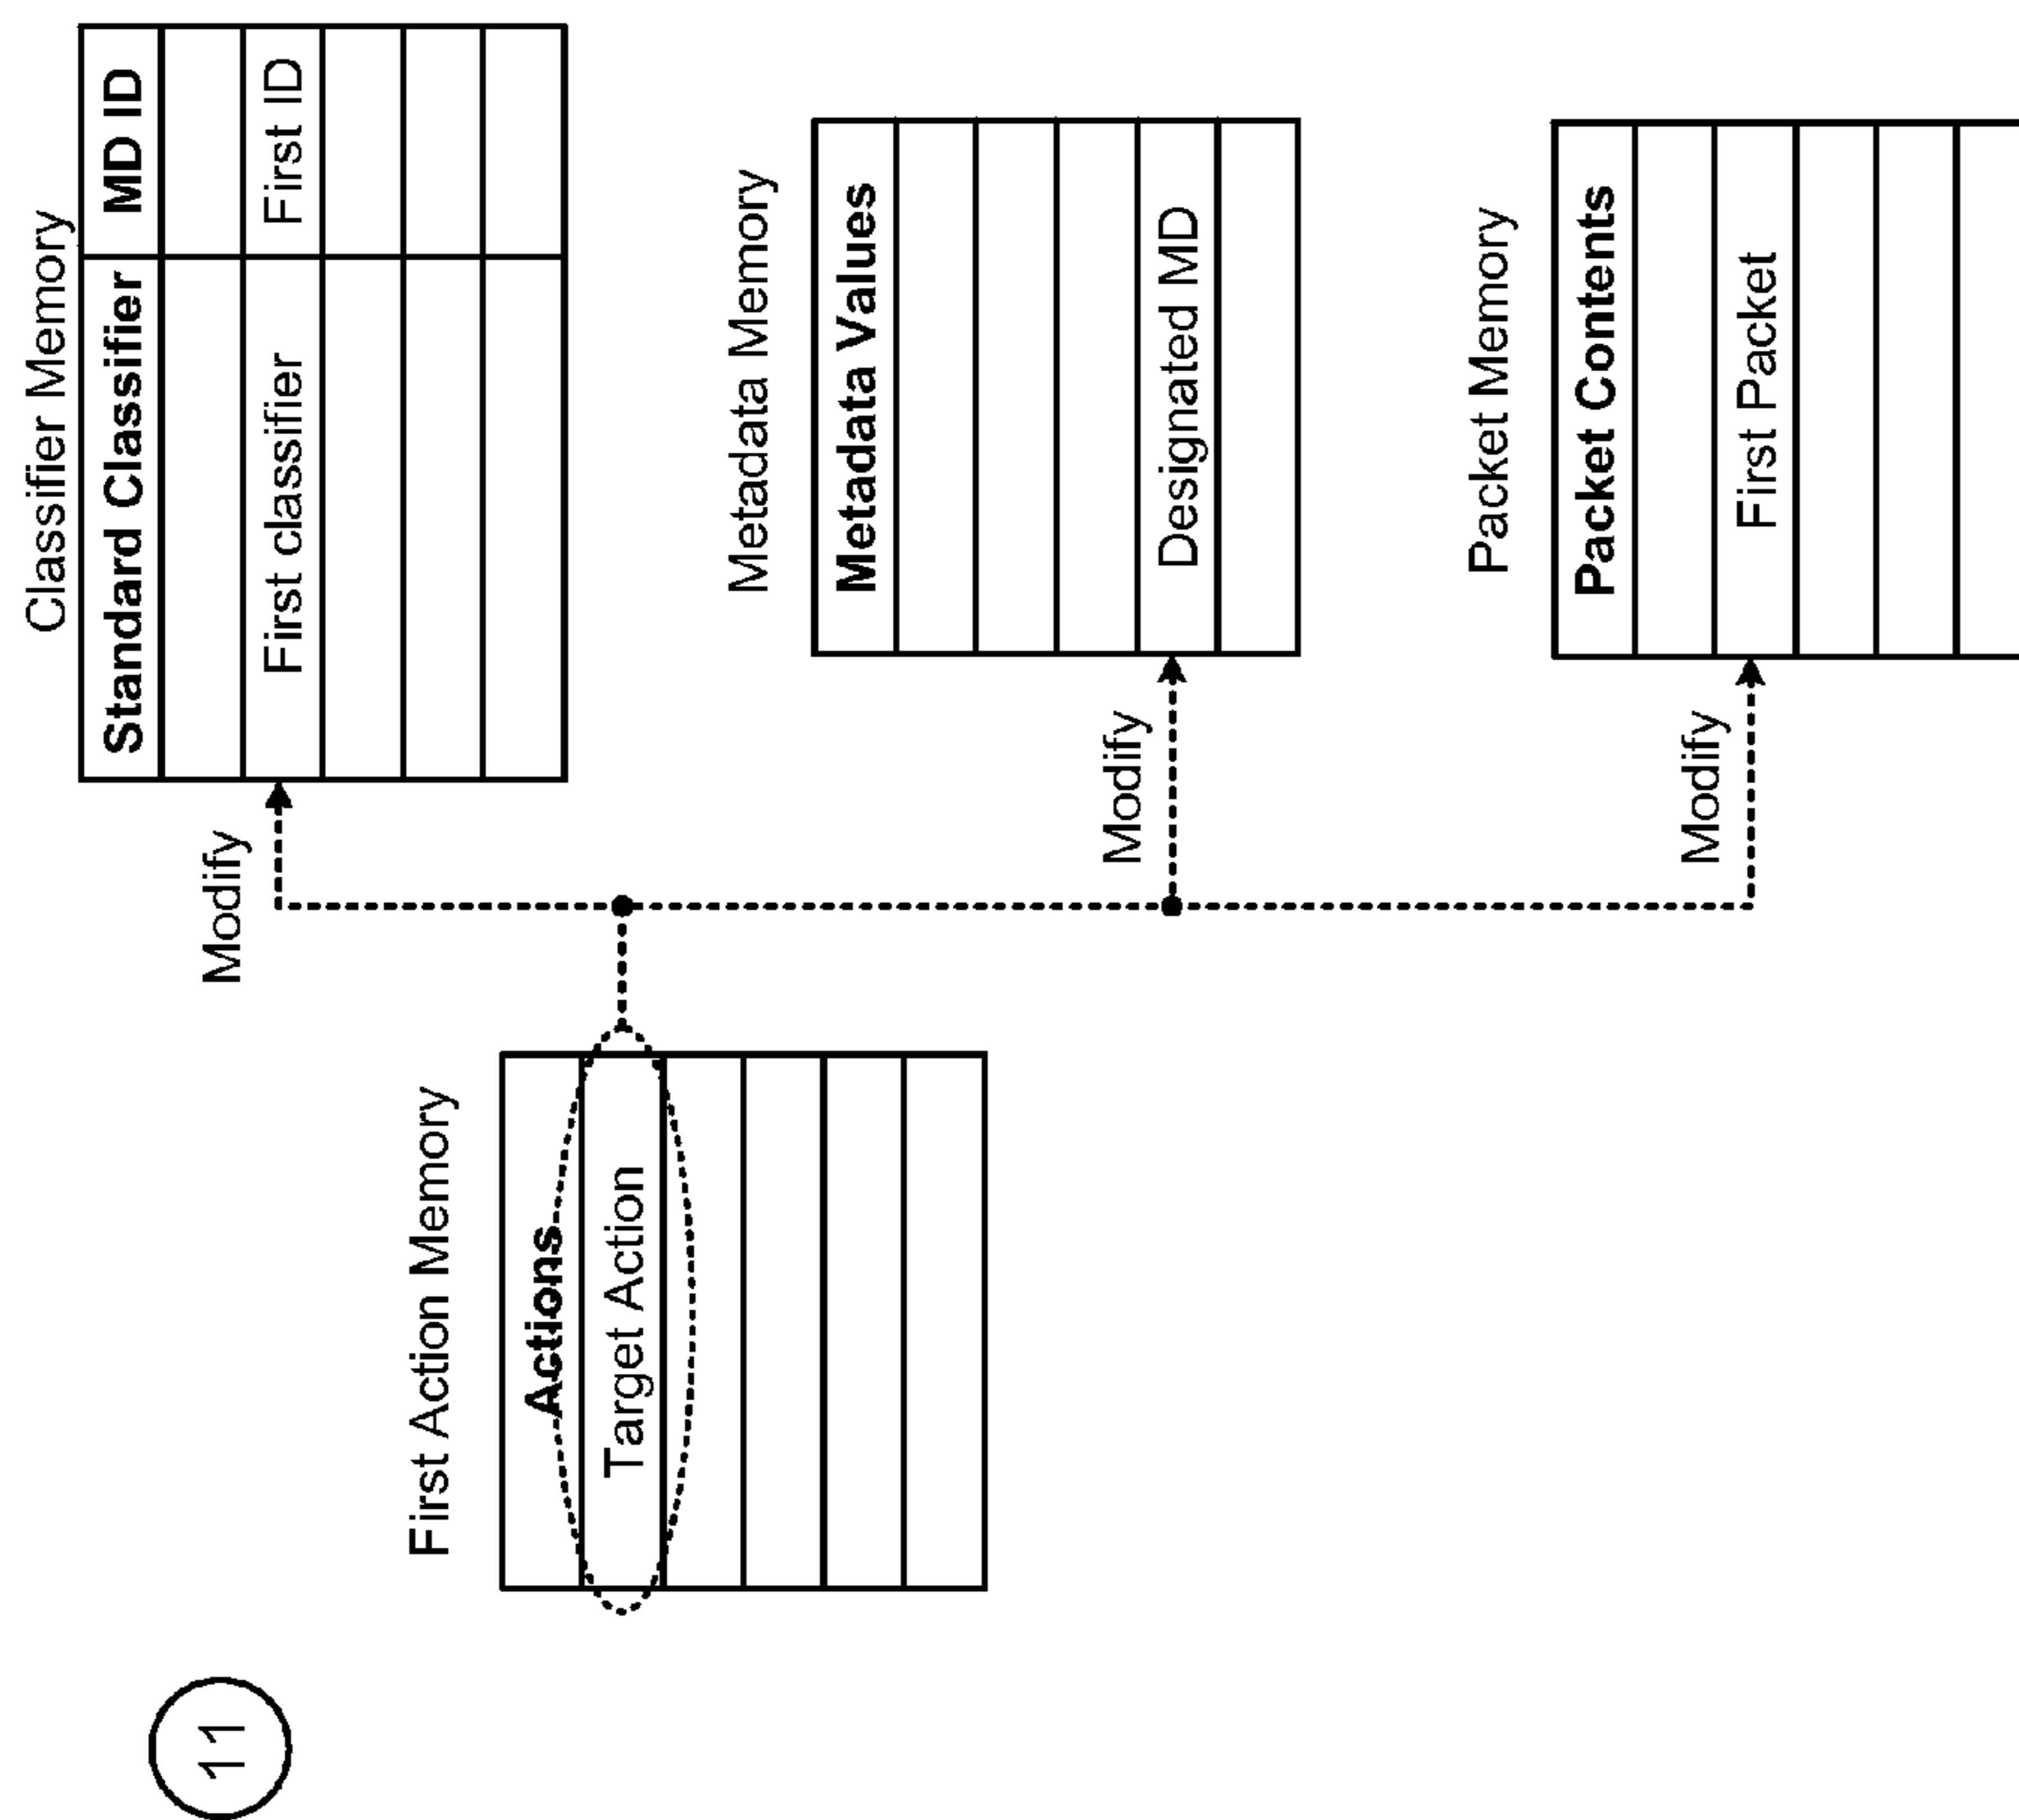 11
First Action Memory
Actions
Target Action
Modify
Classifier Memory
Standard Classifier
MD ID
First classifier
First ID
Modify
Metadata Memory
Metadata Values
Designated MD
Modify
Packet Memory
Packet Contents
First Packet